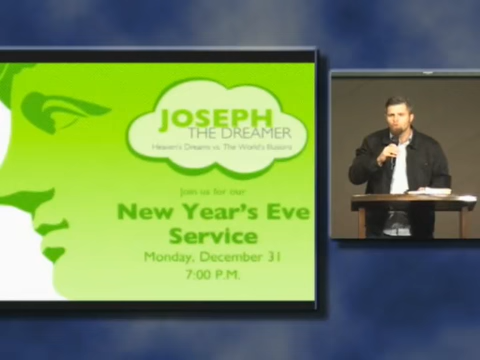 JOSEPH
THE DREAMER
Heaven's Dreams vs. The World's Illusions
Join us for our
New Year's Eve
Service
Monday, December 31
7:00 P.M.